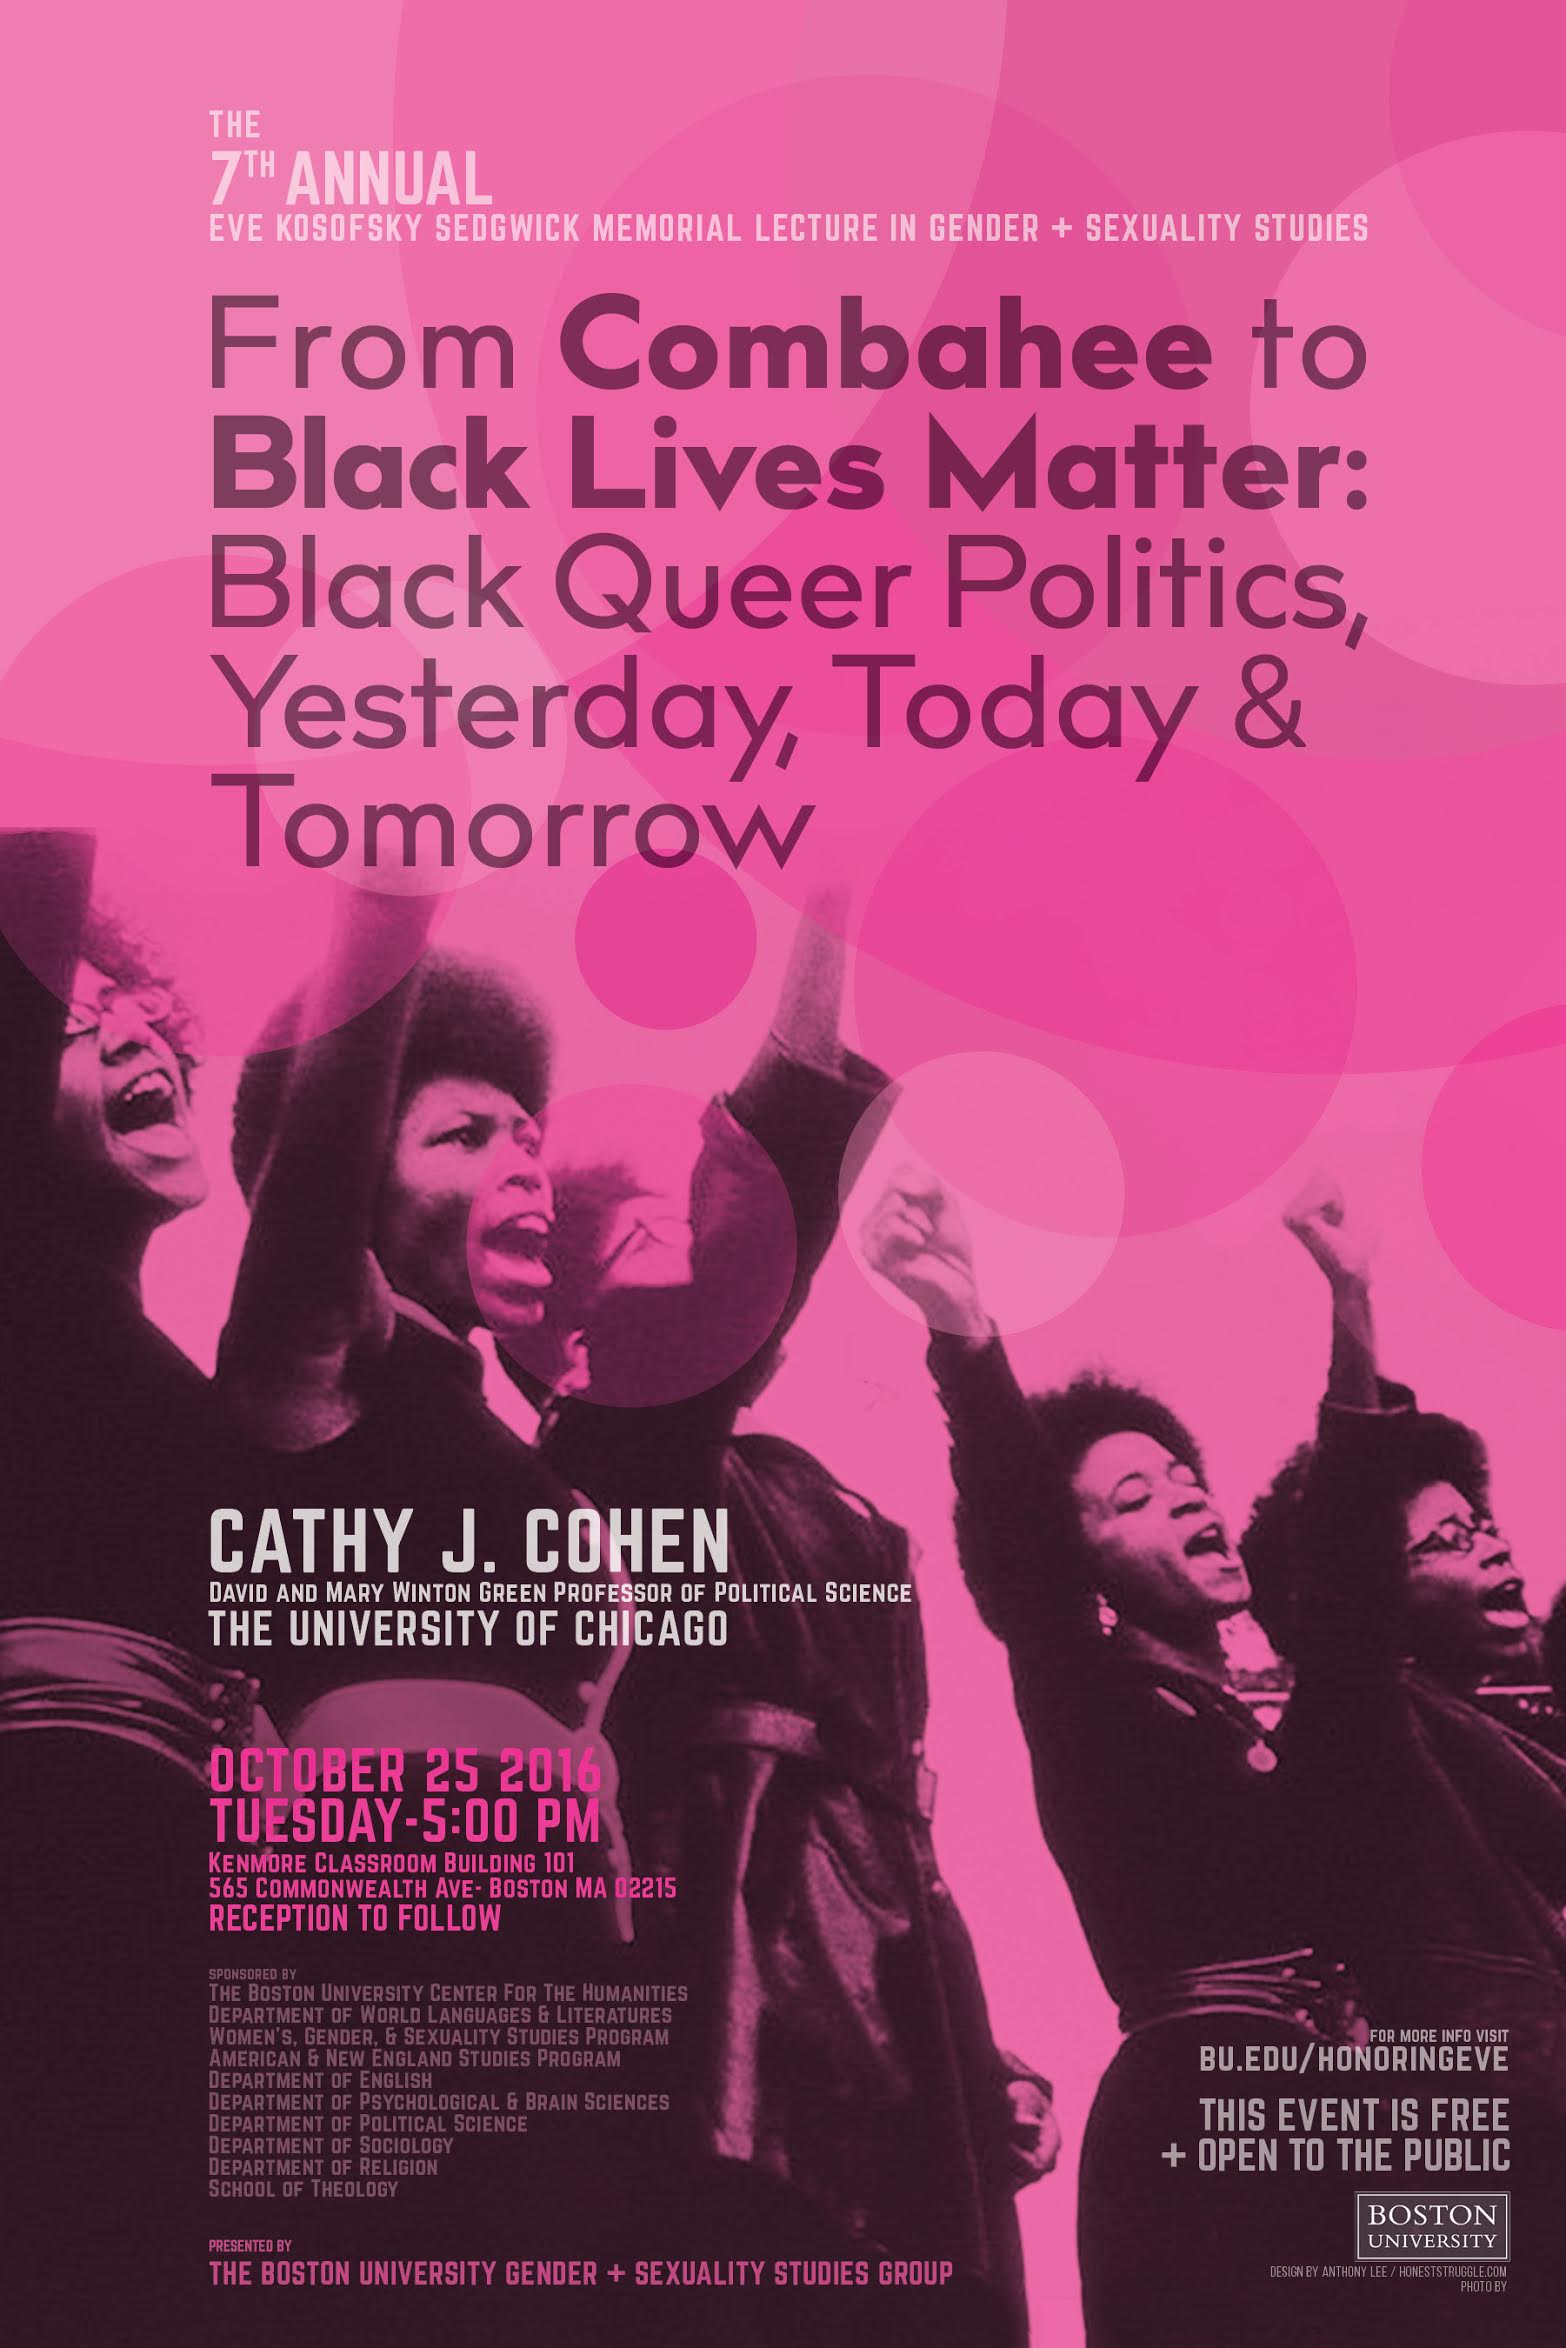 THE
7TH ANNUAL
EVE KOSOFSKY SEDGWICK MEMORIAL LECTURE IN GENDER + SEXUALITY STUDIES
From Combahee to
Black Lives Matter:
Black Queer Politics,
Yesterday, Today &
Tomorrow
CATHY J. COHEN
DAVID AND MARY WINTON GREEN PROFESSOR OF POLITICAL SCIENCE
THE UNIVERSITY OF CHICAGO
OCTOBER 25 2016
TUESDAY-5:00 PM
KENMORE CLASSROOM BUILDING 101
565 COMMONWEALTH AVE- BOSTON MA 02215
RECEPTION TO FOLLOW
SPONSORED BY
THE BOSTON UNIVERSITY CENTER FOR THE HUMANITIES
DEPARTMENT OF WORLD LANGUAGES & LITERATURES
WOMEN'S, GENDER, & SEXUALITY STUDIES PROGRAM
AMERICAN & NEW ENGLAND STUDIES PROGRAM
DEPARTMENT OF ENGLISH
DEPARTMENT OF PSYCHOLOGICAL & BRAIN SCIENCES
DEPARTMENT OF POLITICAL SCIENCE
DEPARTMENT OF SOCIOLOGY
DEPARTMENT OF RELIGION
SCHOOL OF THEOLOGY
PRESENTED BY
THE BOSTON UNIVERSITY GENDER + SEXUALITY STUDIES GROUP
FOR MORE INFO VISIT
BU.EDU/HONORINGEVE
THIS EVENT IS FREE
+ OPEN TO THE PUBLIC
BOSTON
UNIVERSITY
DESIGN BY ANTHONY LEE / HONESTSTRUGGLE.COM
PHOTO BY